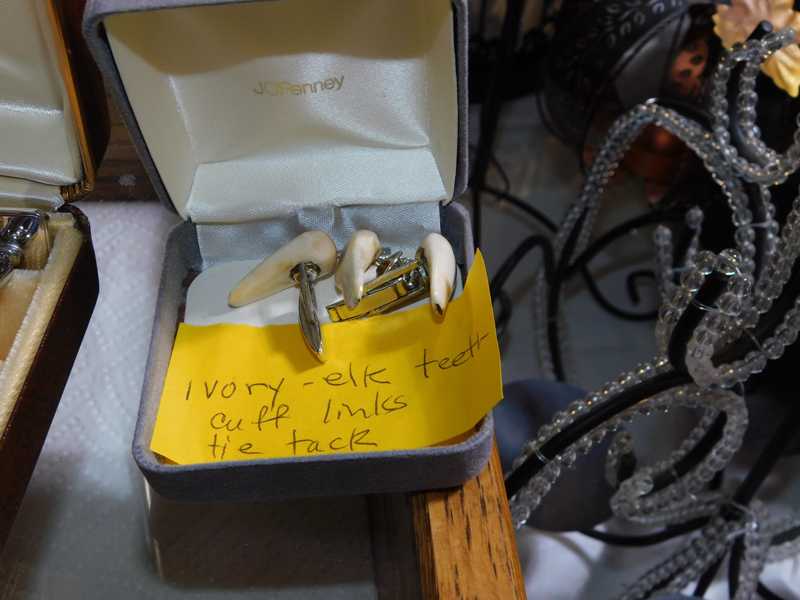 JCPenney
Ivory-elk teeth
cuff links
tie tack